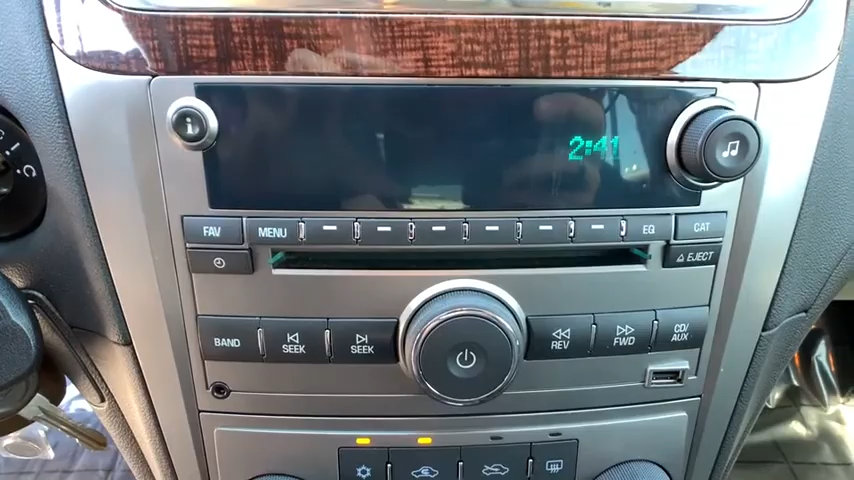 2:41
FAV
MENU
EQ
CAT
EJECT
BAND
SEEK
SEEK
REV
FWD
CD/
AUX